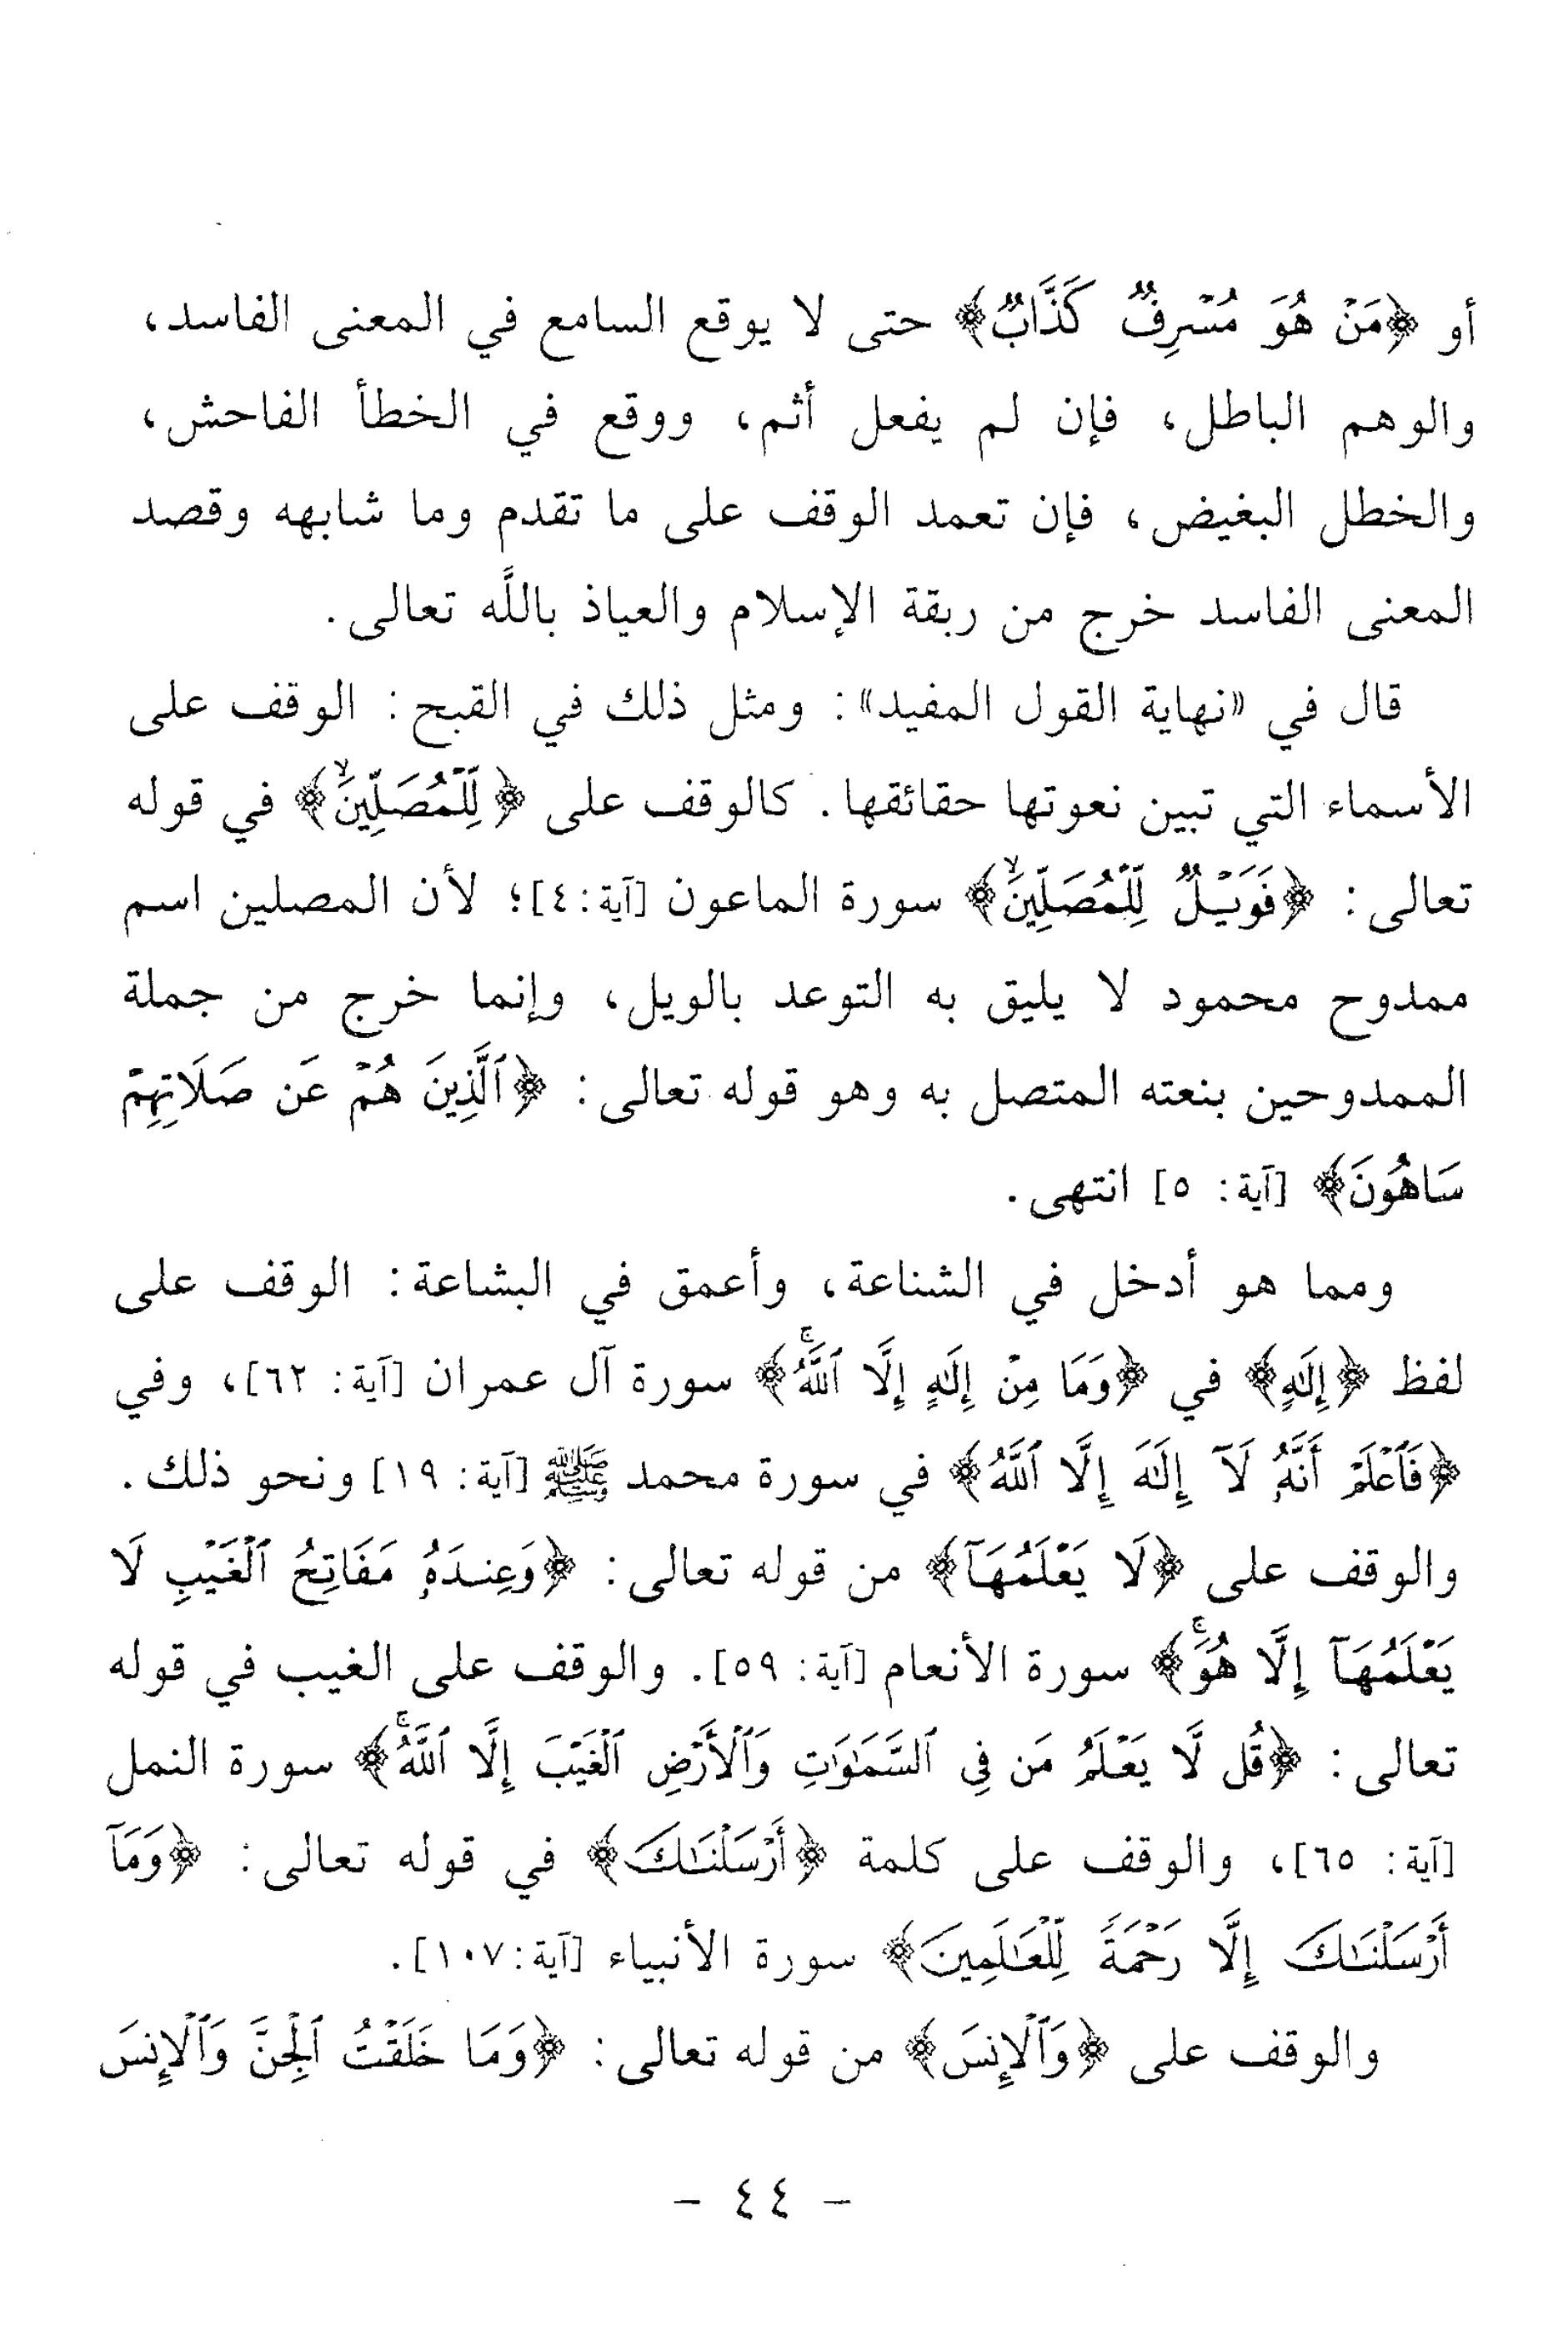 أو ﴿مَنْ هُوَ مُسْرِفٌ كَذَّابٌ﴾ حتى لا يوقع السامع في المعنى الفاسد،
والوهم الباطل، فإن لم يفعل أثم، ووقع في الخطأ الفاحش،
والخطل البغيض، فإن تعمد الوقف على ما تقدم وما شابهه وقصد
المعنى الفاسد خرج من ربقة الإسلام والعياذ باللَّه تعالى.
قال في «نهاية القول المفيد»: ومثل ذلك في القبح: الوقف على
الأسماء التي تبين نعوتها حقائقها. كالوقف على ﴿لِّلْمُصَلِّينَۙ﴾ في قوله
تعالى: ﴿فَوَيْلٌ لِّلْمُصَلِّينَۙ﴾ سورة الماعون [آية: ٤]؛ لأن المصلين اسم
ممدوح محمود لا يليق به التوعد بالويل، وإنما خرج من جملة
الممدوحين بنعته المتصل به وهو قوله تعالى: ﴿ٱلَّذِينَ هُمْ عَن صَلَاتِهِمْ
سَاهُونَ﴾ [آية: ٥] انتهى.
ومما هو أدخل في الشناعة، وأعمق في البشاعة: الوقف على
لفظ ﴿إِلَٰهٍ﴾ في ﴿وَمَا مِنْ إِلَٰهٍ إِلَّا ٱللَّهُۚ﴾ سورة آل عمران [آية: ٦٢]، وفي
﴿فَٱعْلَمْ أَنَّهُۥ لَآ إِلَٰهَ إِلَّا ٱللَّهُ﴾ في سورة محمد ﷺ [آية: ١٩] ونحو ذلك.
والوقف على ﴿لَا يَعْلَمُهَآ﴾ من قوله تعالى: ﴿وَعِندَهُۥ مَفَاتِحُ ٱلْغَيْبِ لَا
يَعْلَمُهَآ إِلَّا هُوَۚ﴾ سورة الأنعام [آية: ٥٩]. والوقف على الغيب في قوله
تعالى: ﴿قُل لَّا يَعْلَمُ مَن فِي ٱلسَّمَٰوَٰتِ وَٱلْأَرْضِ ٱلْغَيْبَ إِلَّا ٱللَّهُۚ﴾ سورة النمل
[آية: ٦٥]، والوقف على كلمة ﴿أَرْسَلْنَٰكَ﴾ في قوله تعالى: ﴿وَمَآ
أَرْسَلْنَٰكَ إِلَّا رَحْمَةً لِّلْعَٰلَمِينَ﴾ سورة الأنبياء [آية: ١٠٧].
والوقف على ﴿وَٱلْإِنسَ﴾ من قوله تعالى: ﴿وَمَا خَلَقْتُ ٱلْجِنَّ وَٱلْإِنسَ
- ٤٤ -